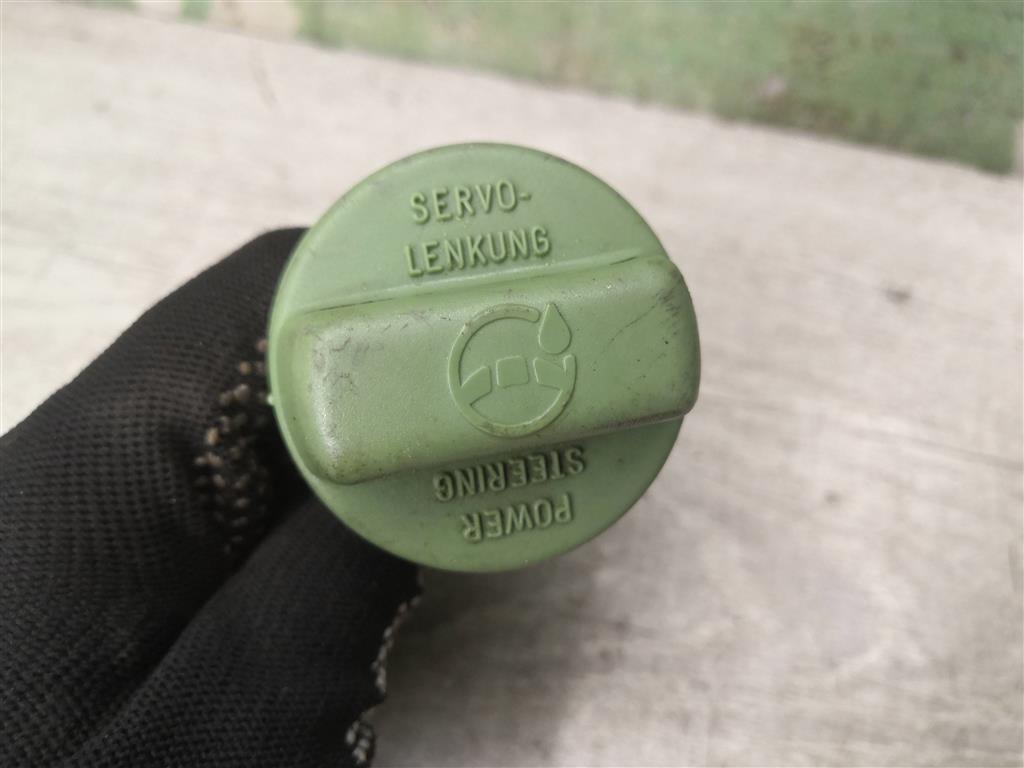 SERVO-
LENKUNG
POWER
STEERING